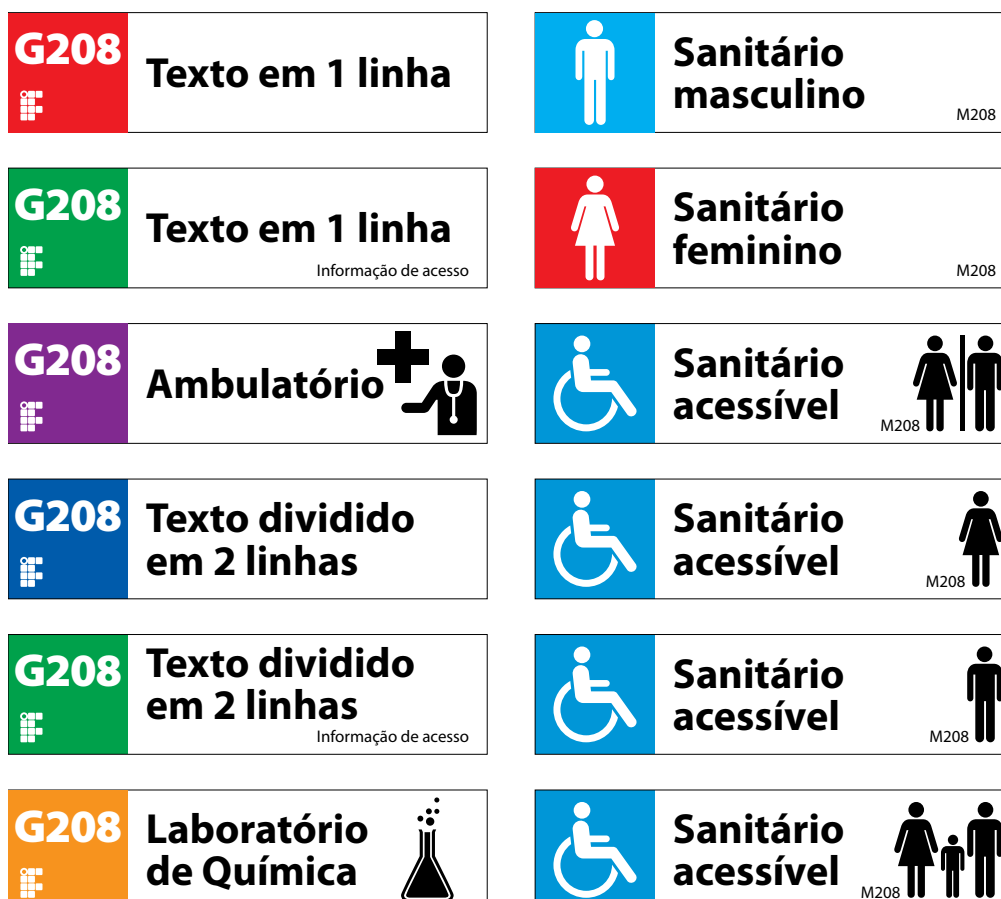 G208
Texto em 1 linha
G208
Texto em 1 linha
Informação de acesso
G208
Ambulatório
G208
Texto dividido
em 2 linhas
G208
Texto dividido
em 2 linhas
Informação de acesso
G208
Laboratório
de Química
Sanitário
masculino
M208
Sanitário
feminino
M208
Sanitário
acessível
M208
Sanitário
acessível
M208
Sanitário
acessível
M208
Sanitário
acessível
M208